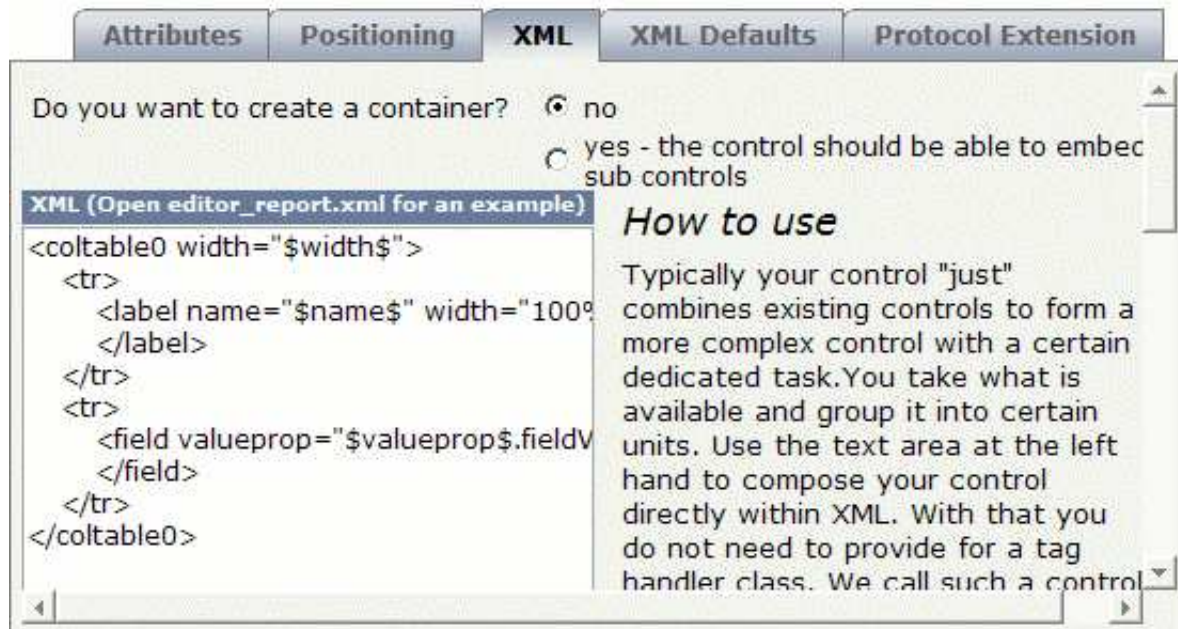 Attributes Positioning XML XML Defaults Protocol Extension
Do you want to create a container? no
yes - the control should be able to embed
sub controls
XML (Open editor_report.xml for an example)
<coltable0 width="$width$">
<tr>
<label name="$name$" width="100%
</label>
</tr>
<tr>
<field valueprop="$valueprop$.fieldV
</field>
</tr>
</coltable0>
How to use
Typically your control "just"
combines existing controls to form a
more complex control with a certain
dedicated task.You take what is
available and group it into certain
units. Use the text area at the left
hand to compose your control
directly within XML. With that you
do not need to provide for a tag
handler class. We call such a control